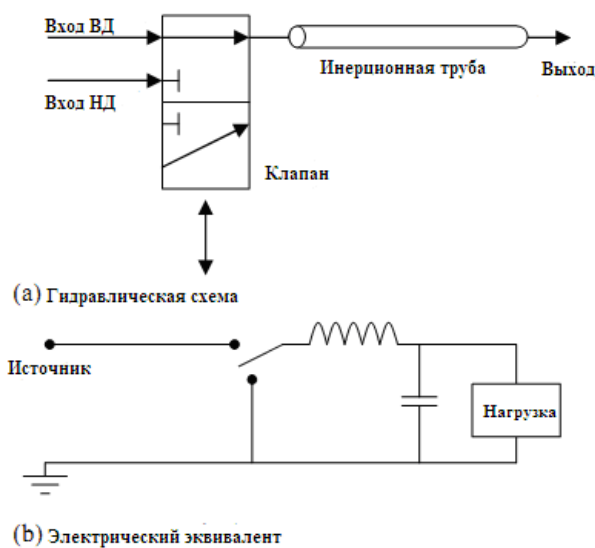 Вход ВД
Инерционная труба
Выход
Вход НД
Клапан
(a) Гидравлическая схема
Источник
Нагрузка
(b) Электрический эквивалент